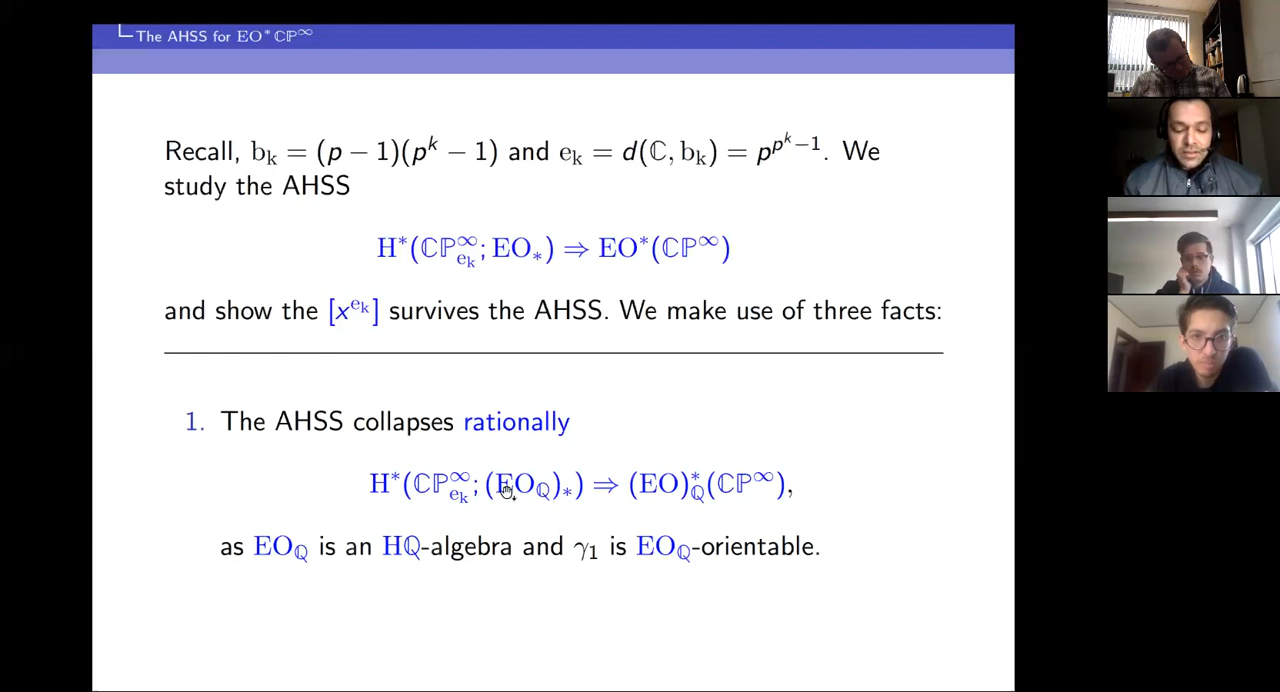 The AHSS for EO*ℂℙ^∞
Recall, b_k = (p − 1)(p^k − 1) and e_k = d(ℂ, b_k) = p^{p^k−1}. We
study the AHSS
H*(ℂℙ^∞_{e_k}; EO_*) ⇒ EO*(ℂℙ^∞)
and show the [x^{e_k}] survives the AHSS. We make use of three facts:
1. The AHSS collapses rationally
H*(ℂℙ^∞_{e_k}; (EO_ℚ)_*) ⇒ (EO)^*_ℚ(ℂℙ^∞),
as EO_ℚ is an Hℚ-algebra and γ_1 is EO_ℚ-orientable.